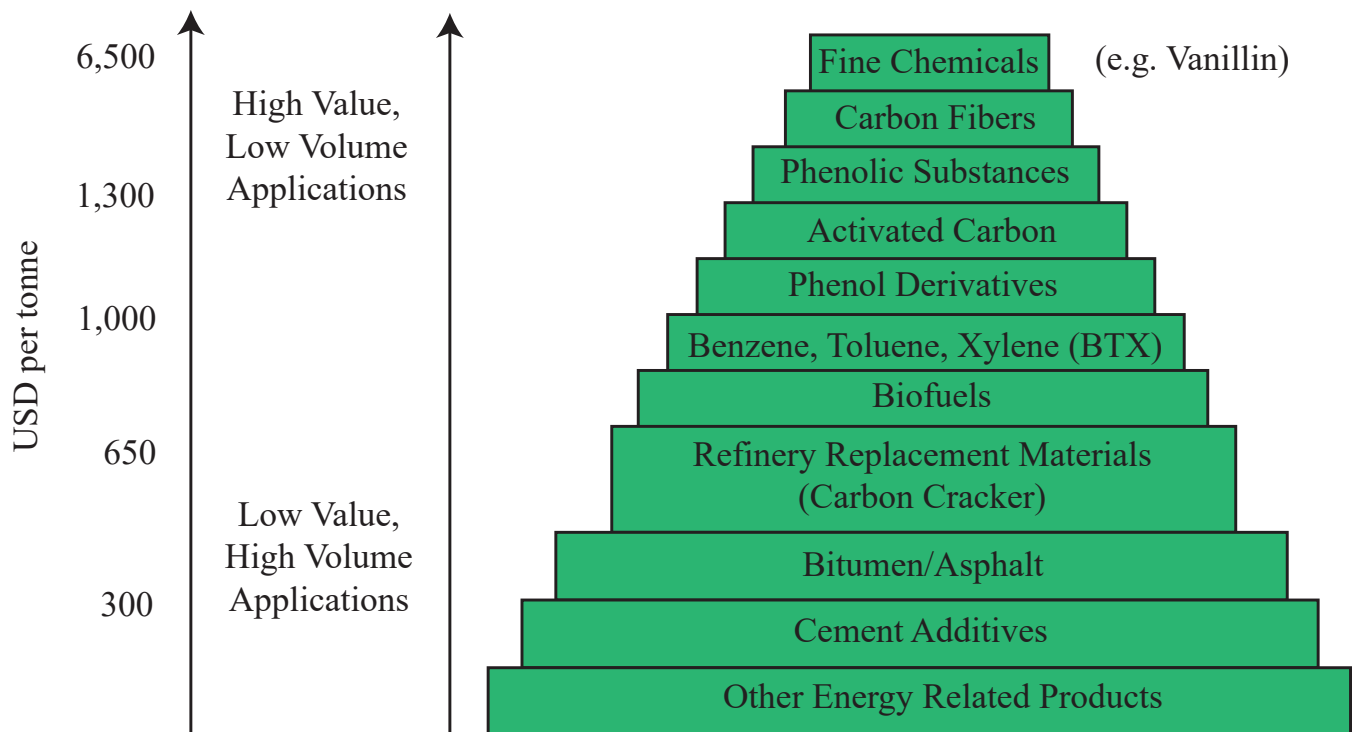 USD per tonne
6,500
1,300
1,000
650
300
High Value,
Low Volume
Applications
Low Value,
High Volume
Applications
Fine Chemicals
(e.g. Vanillin)
Carbon Fibers
Phenolic Substances
Activated Carbon
Phenol Derivatives
Benzene, Toluene, Xylene (BTX)
Biofuels
Refinery Replacement Materials
(Carbon Cracker)
Bitumen/Asphalt
Cement Additives
Other Energy Related Products